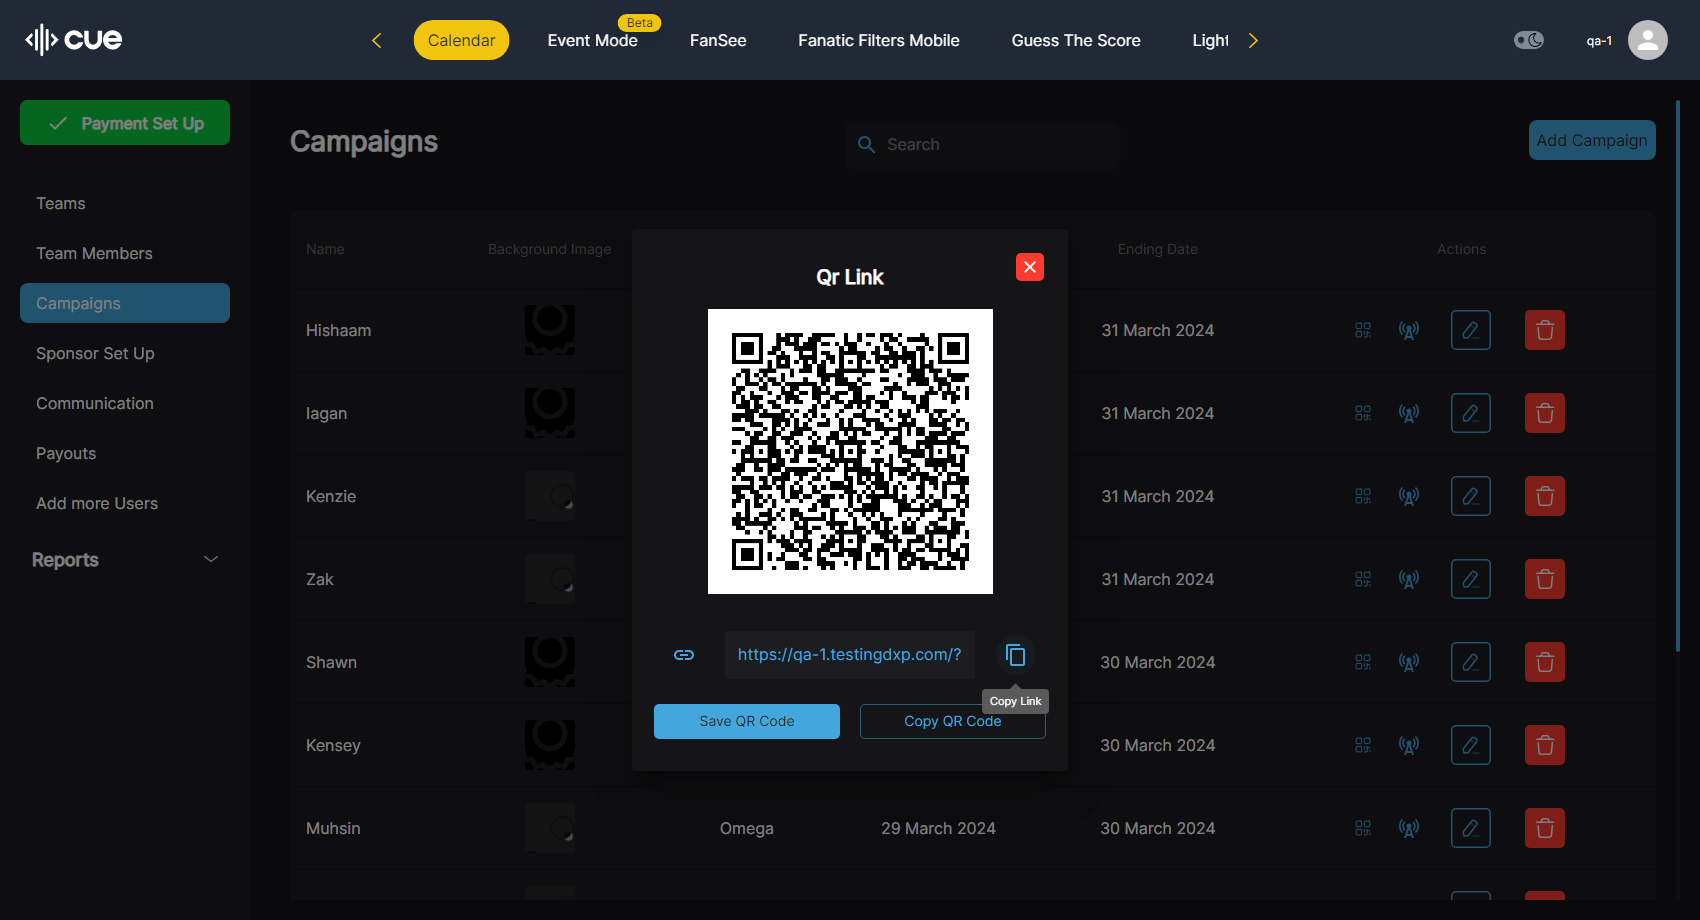 cue
Calendar
Event Mode
Beta
FanSee
Fanatic Filters Mobile
Guess The Score
Light
qa-1
Payment Set Up
Teams
Team Members
Campaigns
Sponsor Set Up
Communication
Payouts
Add more Users
Reports
Campaigns
Search
Add Campaign
Name
Background Image
Ending Date
Actions
Hishaam
31 March 2024
Iagan
31 March 2024
Kenzie
31 March 2024
Zak
31 March 2024
Shawn
30 March 2024
Kensey
30 March 2024
Muhsin
Omega
29 March 2024
30 March 2024
Qr Link
https://qa-1.testingdxp.com/?
Copy Link
Save QR Code
Copy QR Code